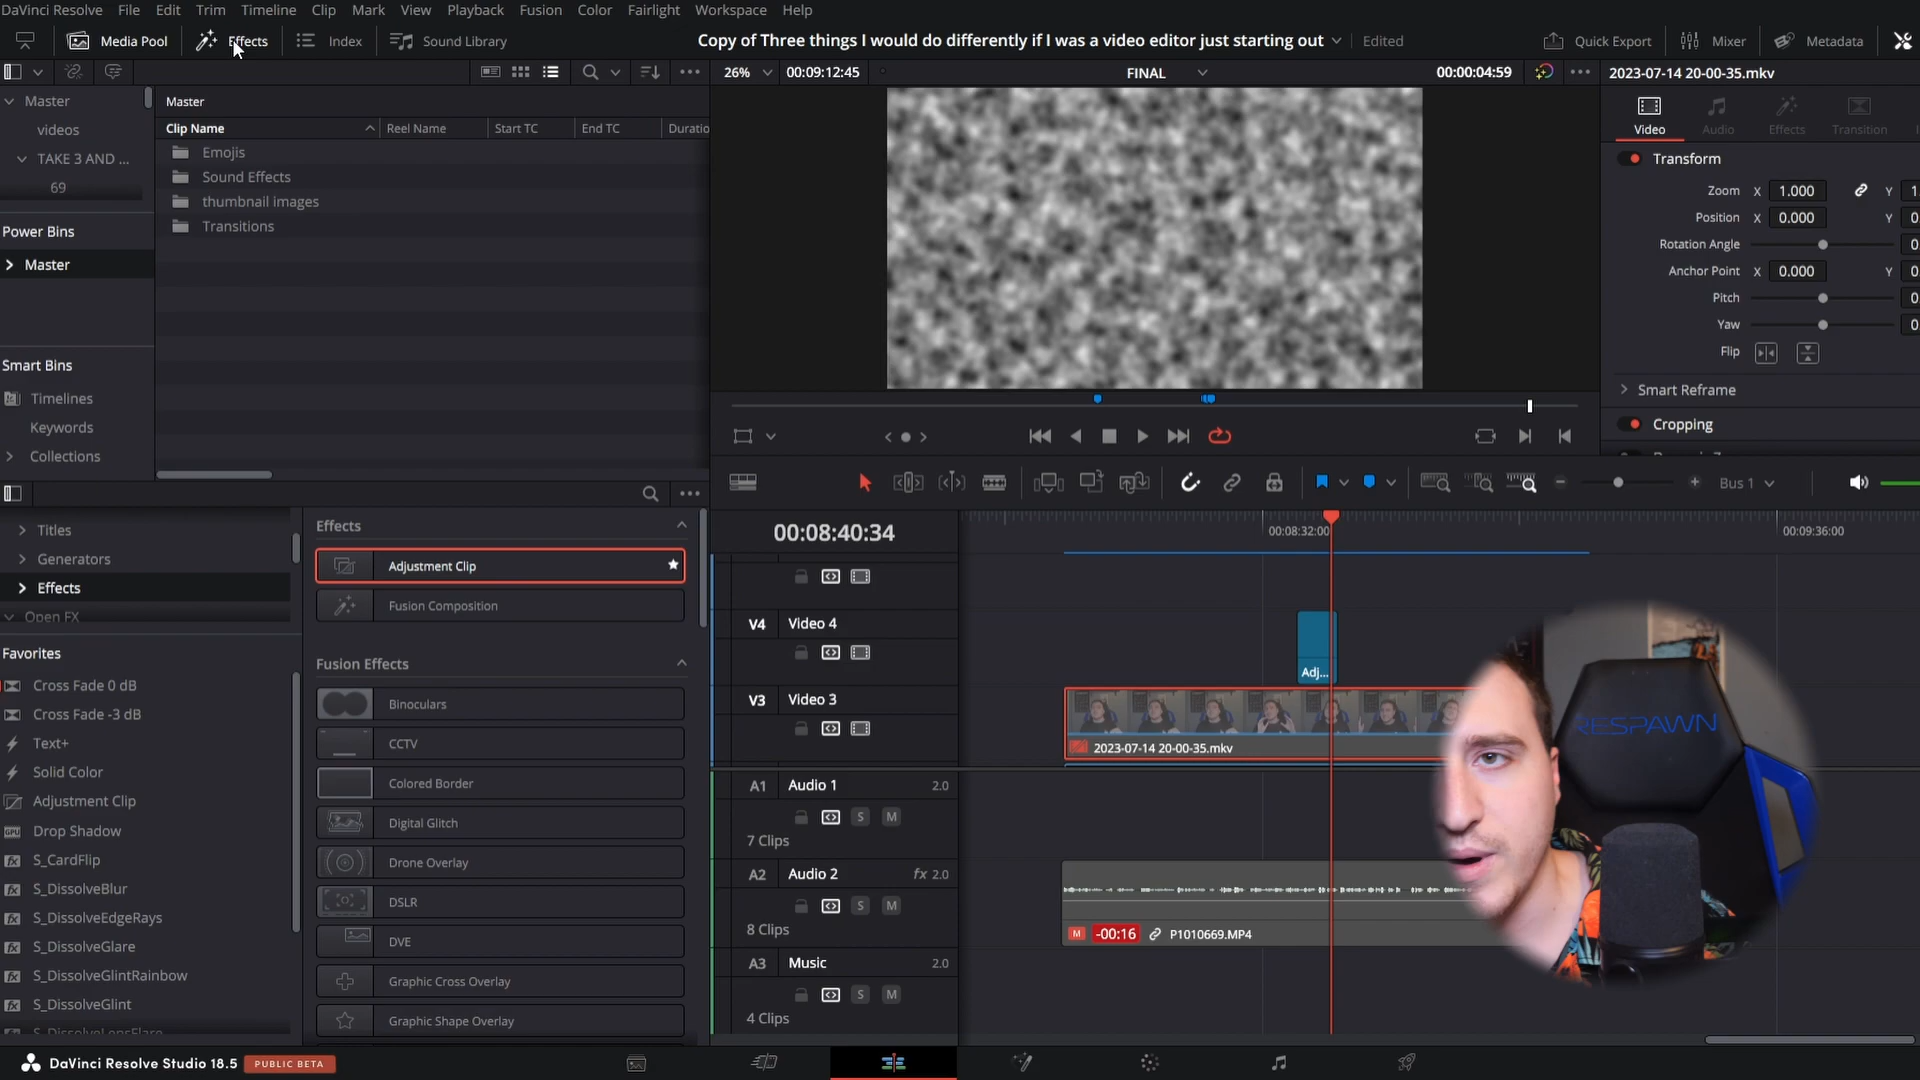 DaVinci Resolve File Edit Trim Timeline Clip Mark View Playback Fusion Color Fairlight Workspace Help
Media Pool Effects Index Sound Library Copy of Three things I would do differently if I was a video editor just starting out Edited Quick Export Mixer Metadata
26% 00:09:12:45 FINAL 00:00:04:59 2023-07-14 20-00-35.mkv
Master
videos
TAKE 3 AND ...
69
Power Bins
Master
Smart Bins
Timelines
Keywords
Collections
Master
Clip Name Reel Name Start TC End TC Duratio
Emojis
Sound Effects
thumbnail images
Transitions
Video Audio Effects Transition
Transform
Zoom X 1.000 Y 1.
Position X 0.000 Y 0.
Rotation Angle 0.
Anchor Point X 0.000 Y 0.
Pitch 0.
Yaw 0.
Flip
Smart Reframe
Cropping
Bus 1
Titles
Generators
Effects
Open FX
Favorites
Cross Fade 0 dB
Cross Fade -3 dB
Text+
Solid Color
Adjustment Clip
Drop Shadow
S_CardFlip
S_DissolveBlur
S_DissolveEdgeRays
S_DissolveGlare
S_DissolveGlintRainbow
S_DissolveGlint
S_DissolveLensFlare
Effects
Adjustment Clip
Fusion Composition
Fusion Effects
Binoculars
CCTV
Colored Border
Digital Glitch
Drone Overlay
DSLR
DVE
Graphic Cross Overlay
Graphic Shape Overlay
00:08:40:34 00:08:32:00 00:09:36:00
V4 Video 4
Adj...
V3 Video 3
2023-07-14 20-00-35.mkv
A1 Audio 1 2.0
S M
7 Clips
A2 Audio 2 fx 2.0
S M
8 Clips
M -00:16 P1010669.MP4
A3 Music 2.0
S M
4 Clips
RESPAWN
DaVinci Resolve Studio 18.5 PUBLIC BETA